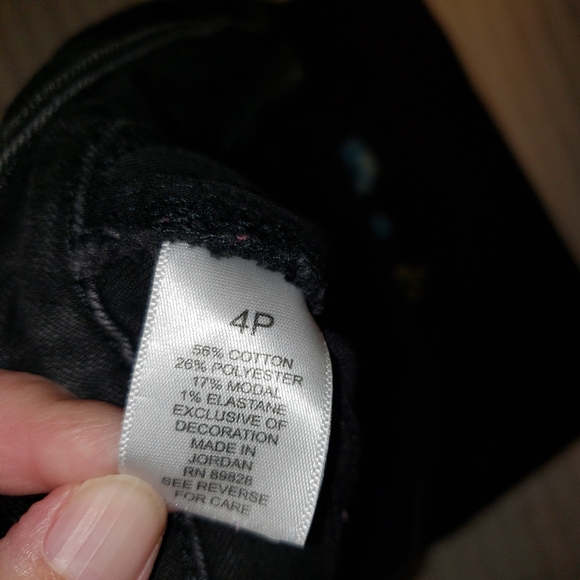 4P
56% COTTON
26% POLYESTER
17% MODAL
1% ELASTANE
EXCLUSIVE OF
DECORATION
MADE IN
JORDAN
RN 89828
SEE REVERSE
FOR CARE